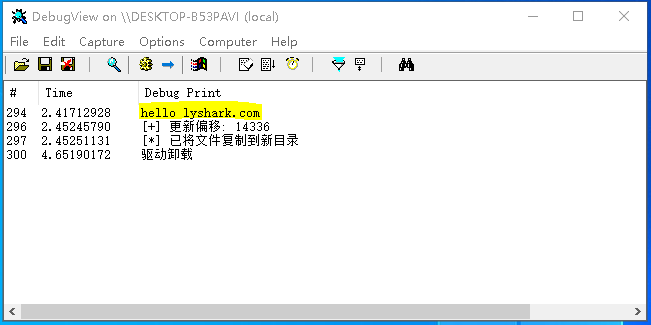 DebugView on \\DESKTOP-B53PAVI (local)
File Edit Capture Options Computer Help
# Time Debug Print
294 2.41712928 hello lyshark.com
296 2.45245790 [+] 更新偏移: 14336
297 2.45251131 [*] 已将文件复制到新目录
300 4.65190172 驱动卸载